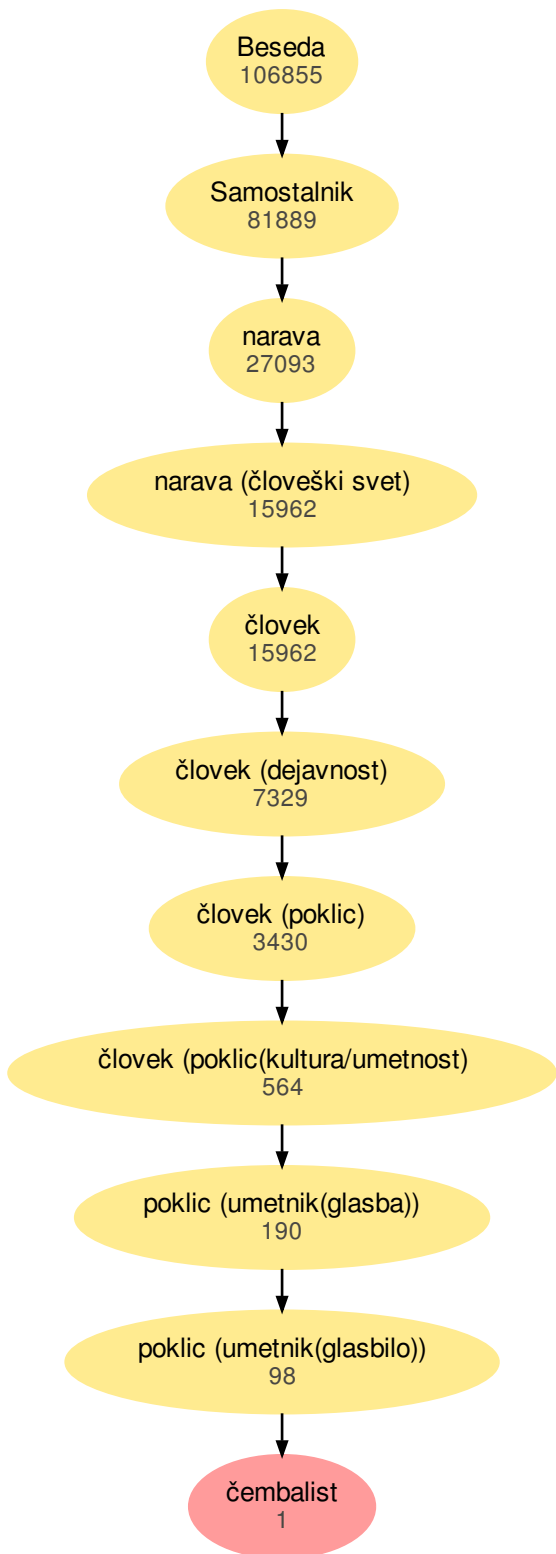 Beseda
106855
Samostalnik
81889
narava
27093
narava (človeški svet)
15962
človek
15962
človek (dejavnost)
7329
človek (poklic)
3430
človek (poklic(kultura/umetnost)
564
poklic (umetnik(glasba))
190
poklic (umetnik(glasbilo))
98
čembalist
1